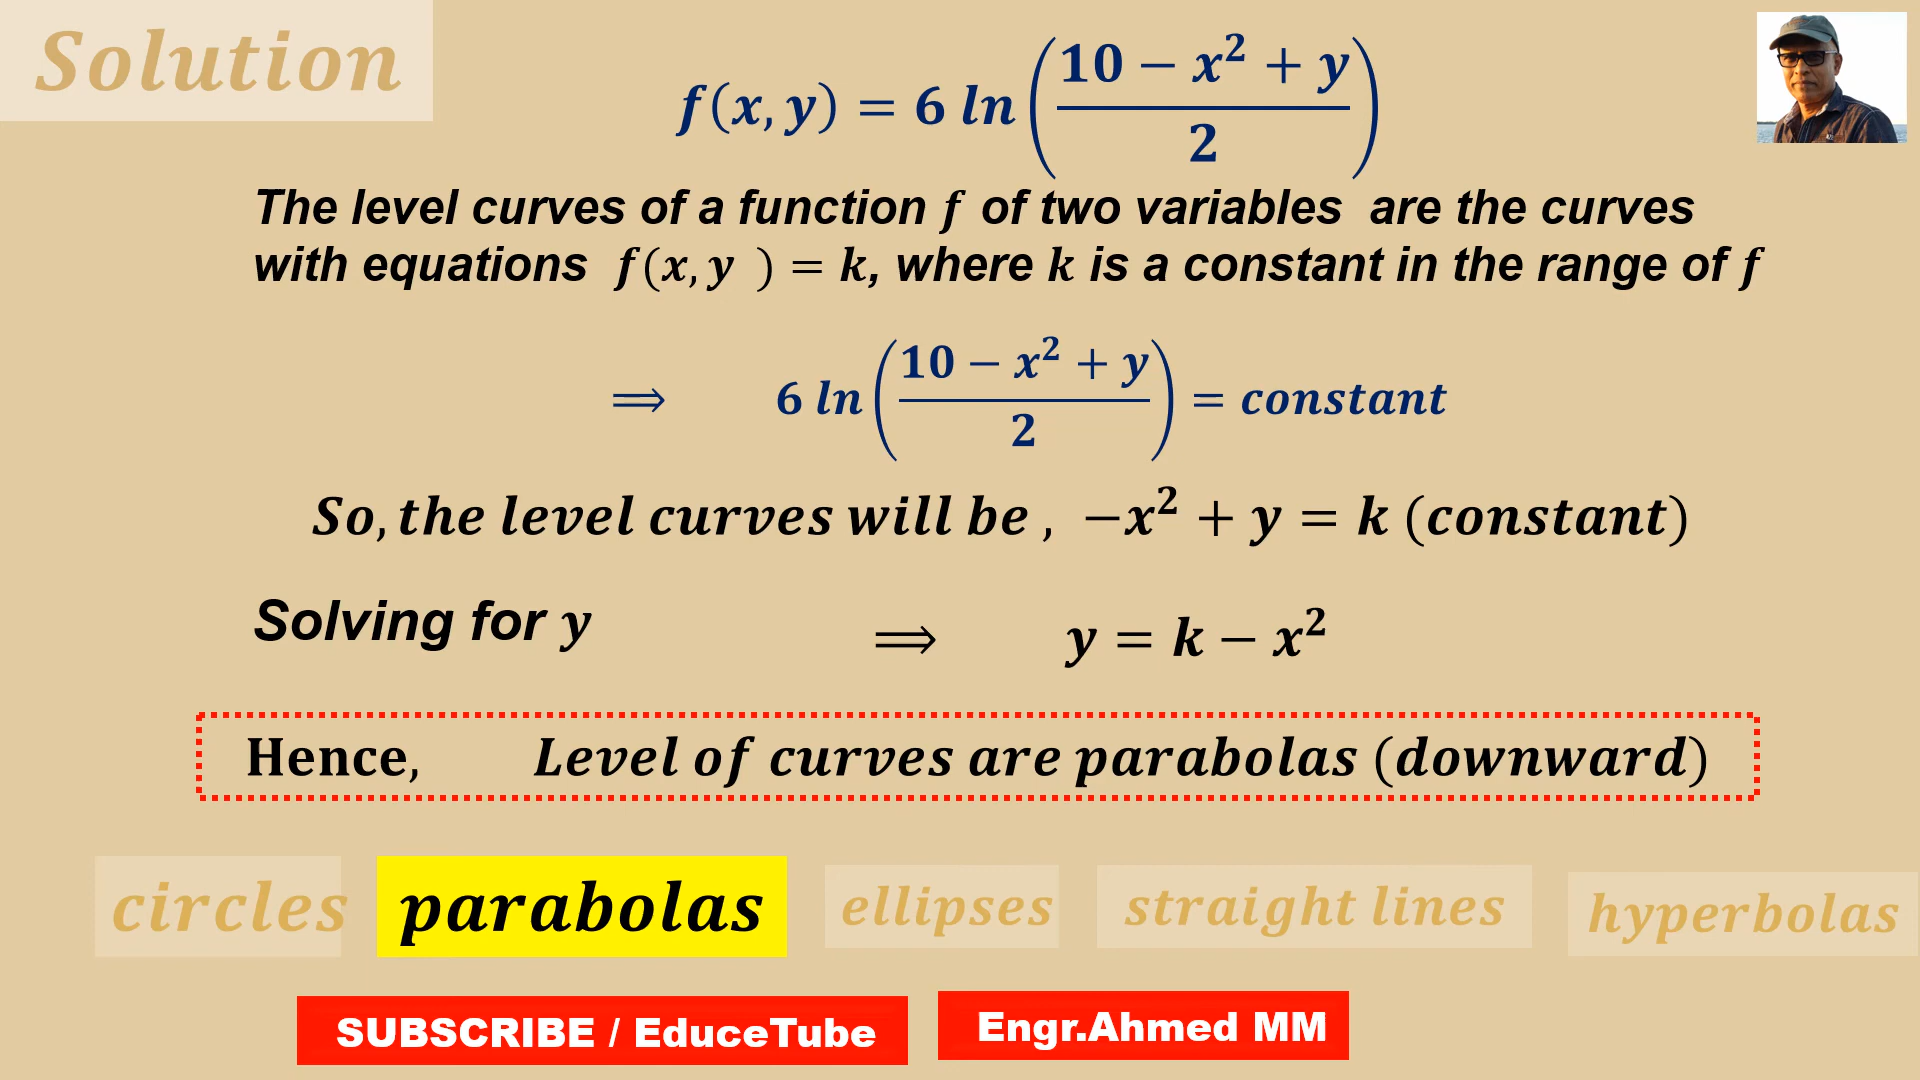 Solution
f(x, y) = 6 ln((10 − x² + y)/2)
The level curves of a function f of two variables are the curves
with equations f(x, y ) = k, where k is a constant in the range of f
⟹ 6 ln((10 − x² + y)/2) = constant
So, the level curves will be , −x² + y = k (constant)
Solving for y ⟹ y = k − x²
Hence, Level of curves are parabolas (downward)
circles parabolas ellipses straight lines hyperbolas
SUBSCRIBE / EduceTube Engr.Ahmed MM